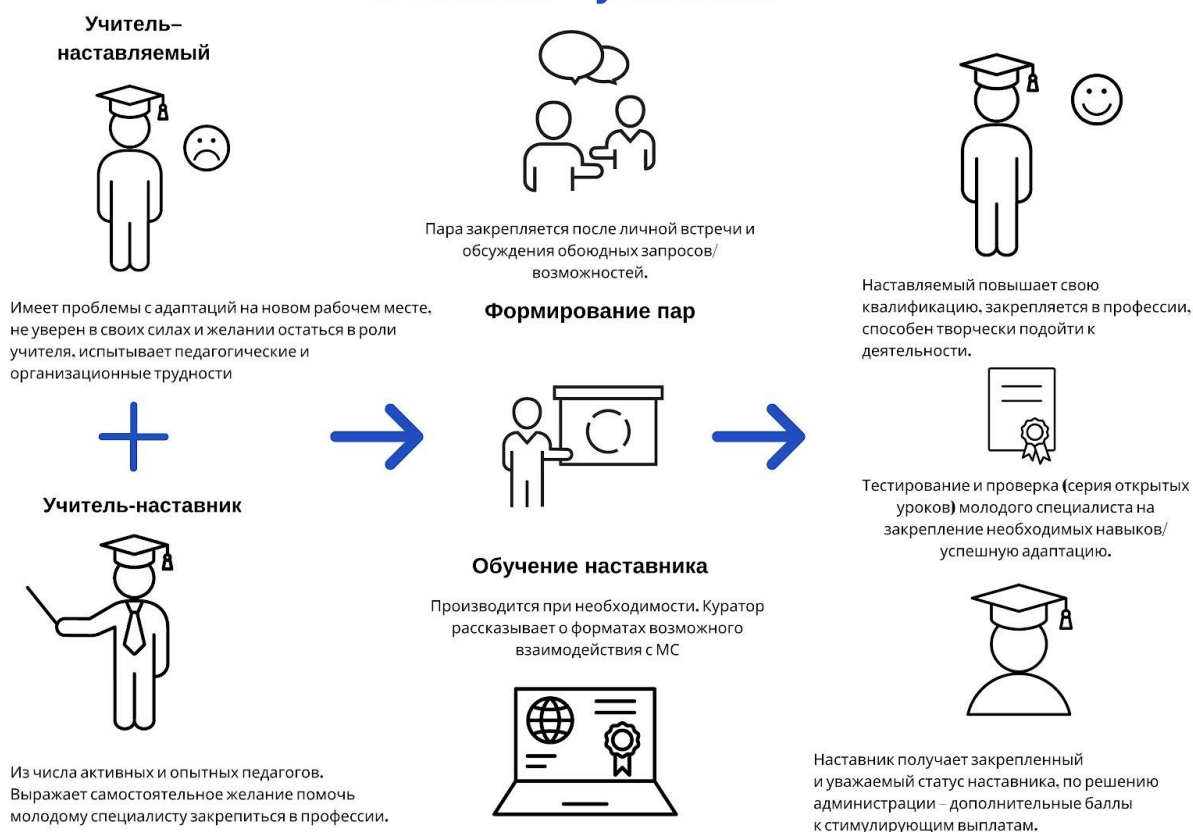 Учитель–
наставляемый
Имеет проблемы с адаптаций на новом рабочем месте,
не уверен в своих силах и желании остаться в роли
учителя, испытывает педагогические и
организационные трудности
Учитель-наставник
Из числа активных и опытных педагогов.
Выражает самостоятельное желание помочь
молодому специалисту закрепиться в профессии.
Пара закрепляется после личной встречи и
обсуждения обоюдных запросов/
возможностей.
Формирование пар
Обучение наставника
Производится при необходимости. Куратор
рассказывает о форматах возможного
взаимодействия с МС
Наставляемый повышает свою
квалификацию, закрепляется в профессии,
способен творчески подойти к
деятельности.
Тестирование и проверка (серия открытых
уроков) молодого специалиста на
закрепление необходимых навыков/
успешную адаптацию.
Наставник получает закрепленный
и уважаемый статус наставника, по решению
администрации – дополнительные баллы
к стимулирующим выплатам.